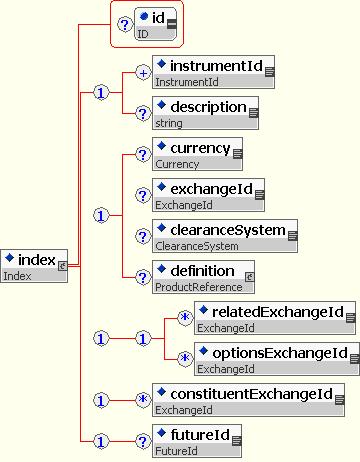 id
?
ID
instrumentId
+
InstrumentId
1
description
?
string
currency
?
Currency
exchangeId
?
ExchangeId
1
clearanceSystem
?
ClearanceSystem
index
Index
definition
?
ProductReference
relatedExchangeId
*
ExchangeId
1
1
optionsExchangeId
*
ExchangeId
constituentExchangeId
1
*
ExchangeId
futureId
1
?
FutureId